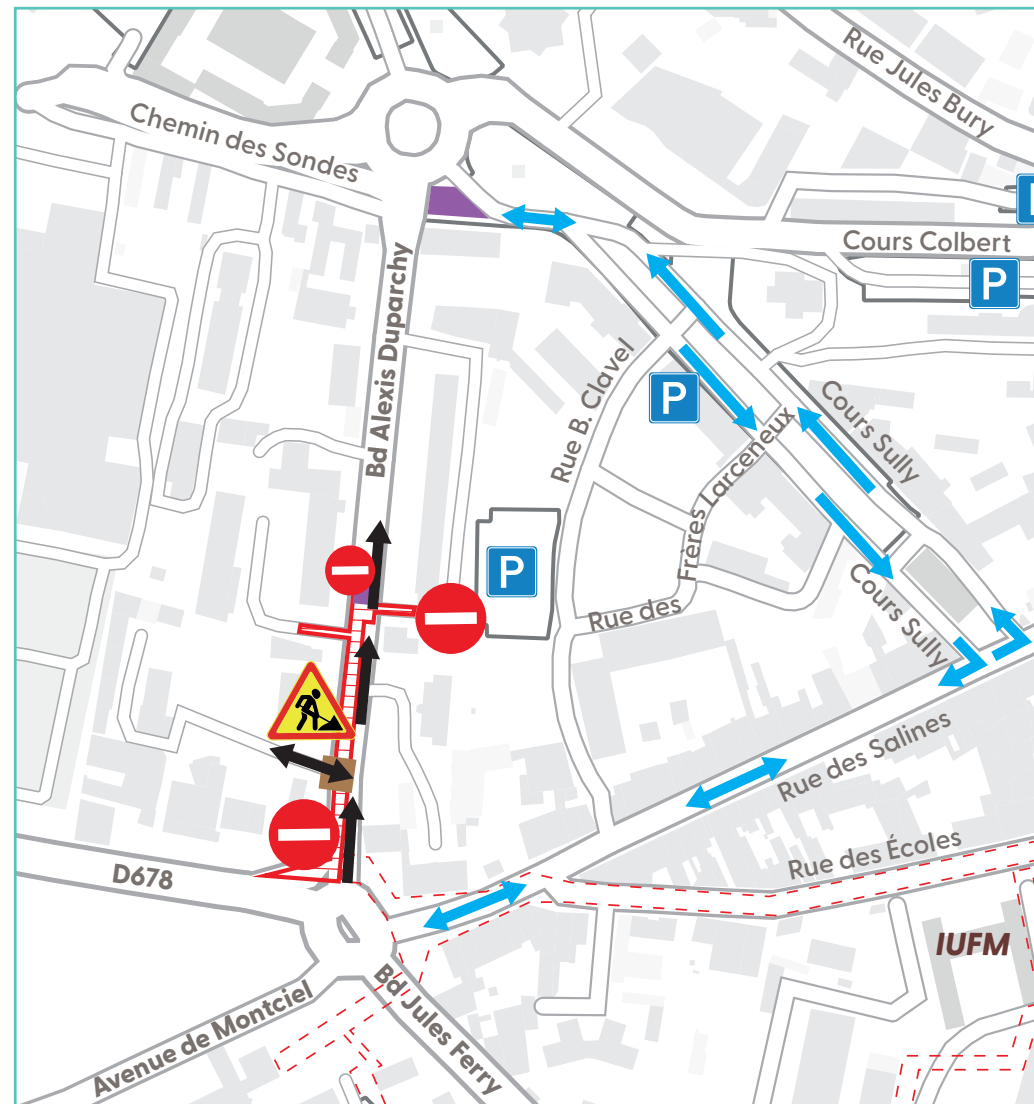 Rue Jules Bury
Chemin des Sondes
Cours Colbert
P
Bd Alexis Duparchy
Rue B. Clavel
P
Cours Sully
Frères Larceneux
P
Rue des
Cours Sully
Rue des Salines
Rue des Écoles
D678
IUFM
Bd Jules Ferry
Avenue de Montciel